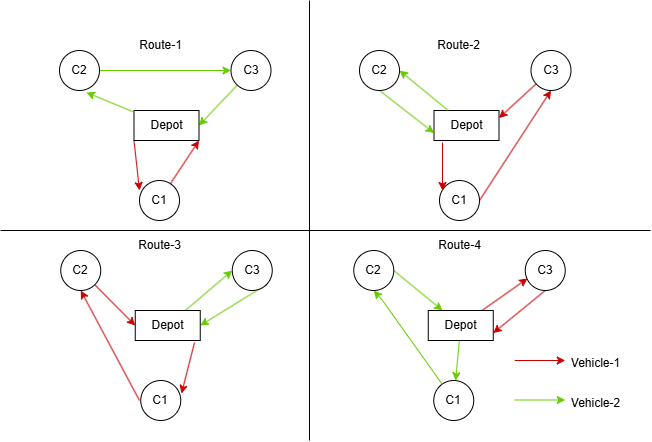 Route-1
C2
C3
Depot
C1
Route-2
C2
C3
Depot
C1
Route-3
C2
C3
Depot
C1
Route-4
C2
C3
Depot
C1
Vehicle-1
Vehicle-2